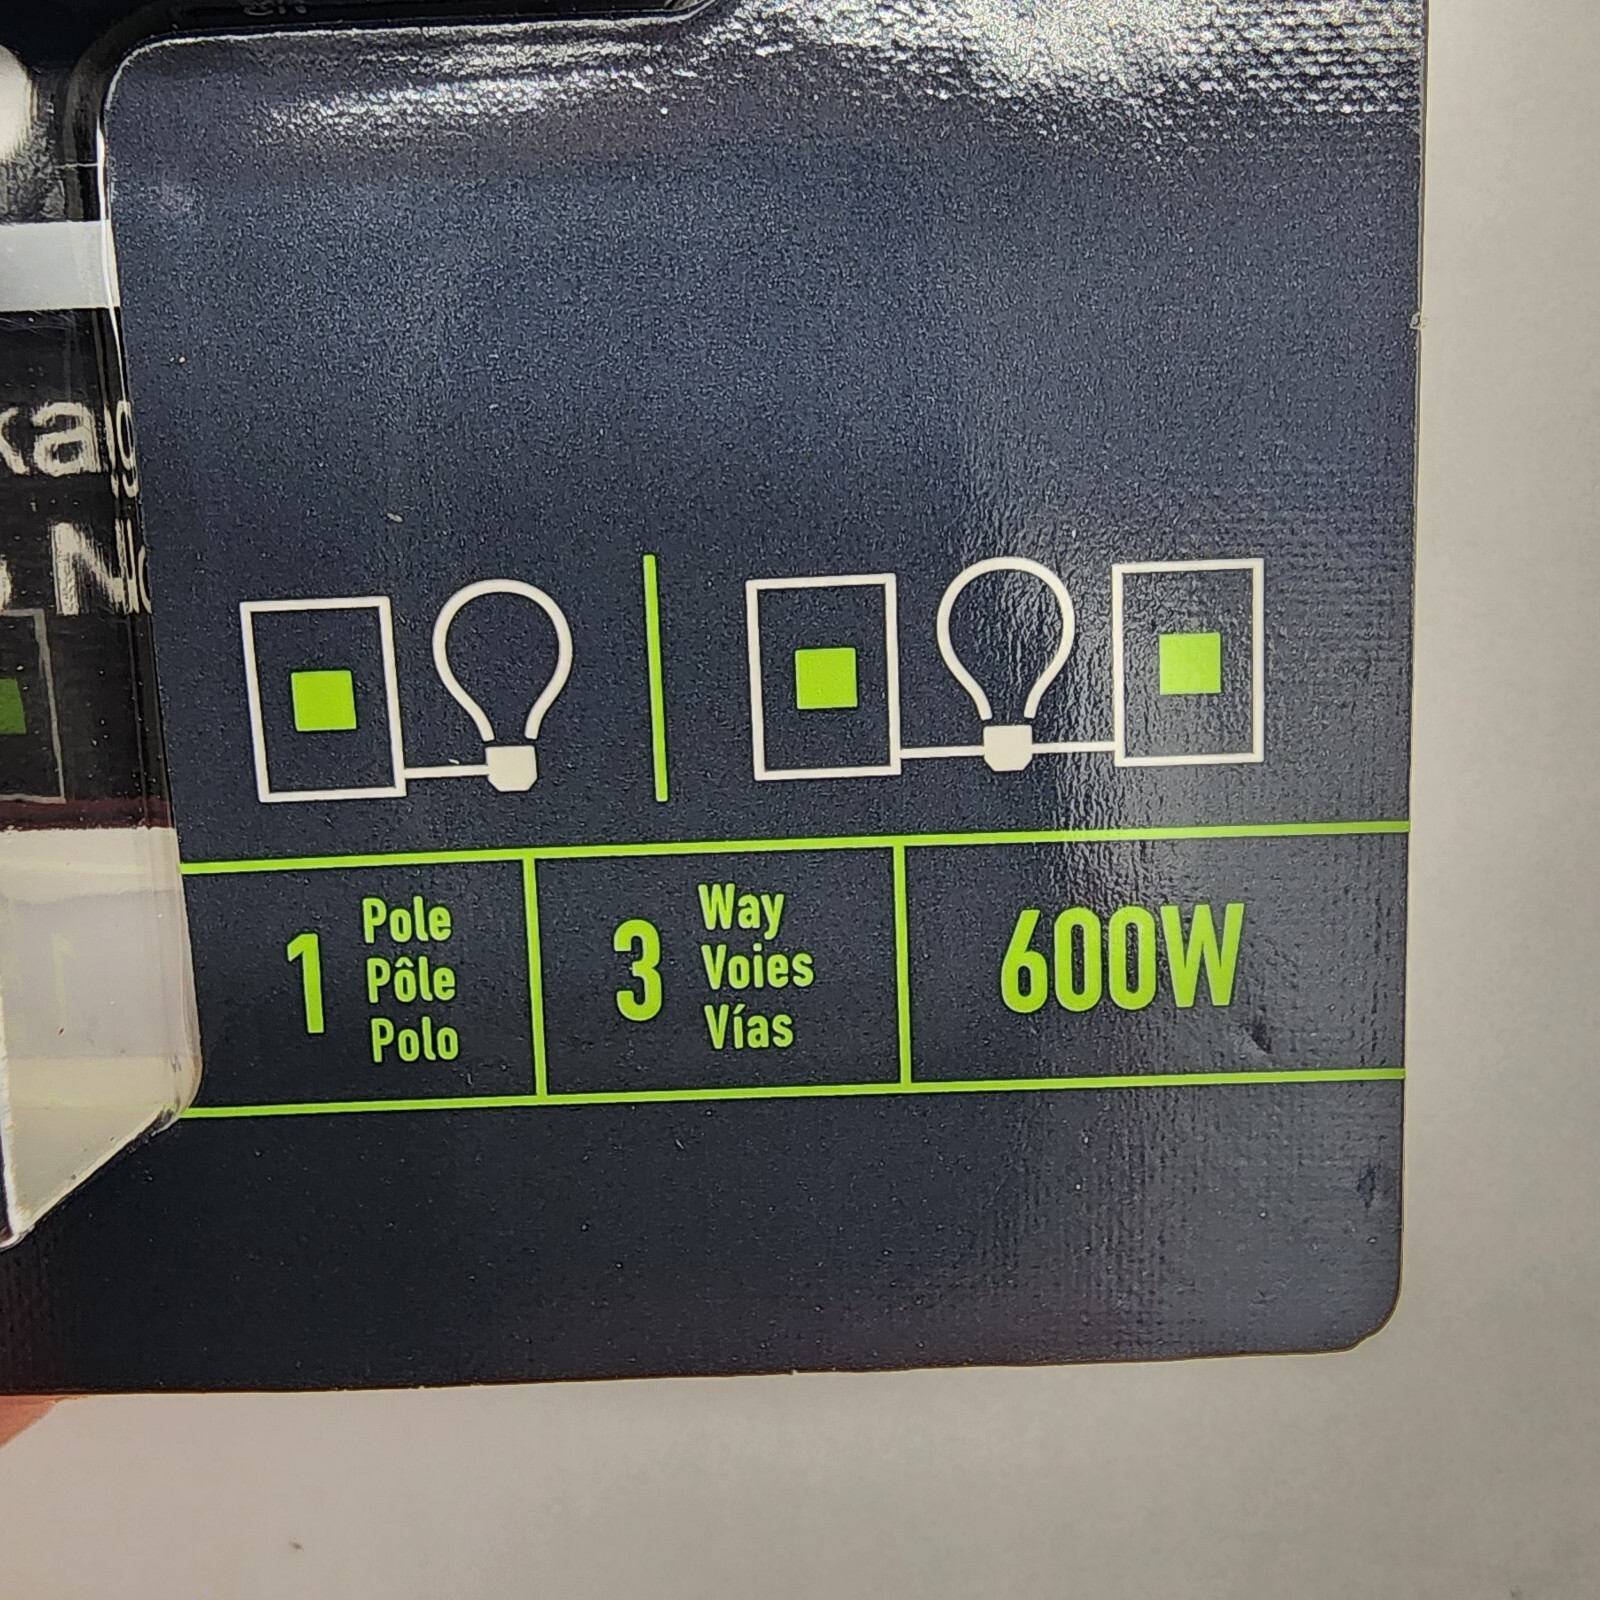 1 Pole
Pôle
Polo
3 Way
Voies
Vías
600W